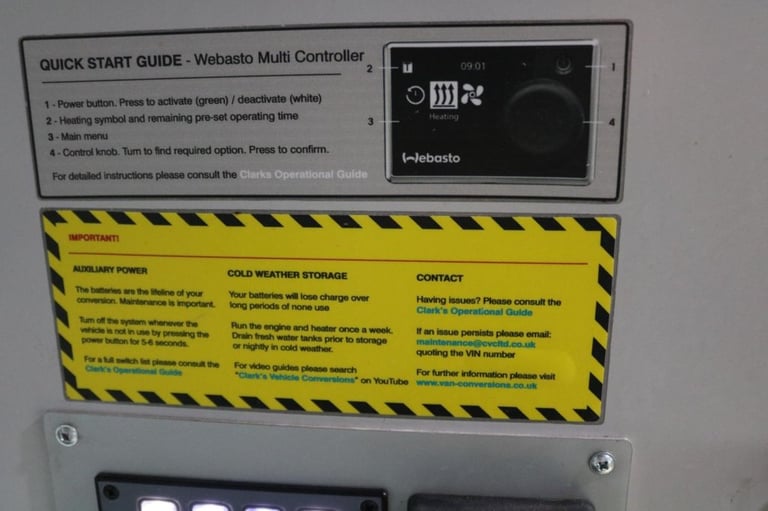 QUICK START GUIDE - Webasto Multi Controller
1 - Power button. Press to activate (green) / deactivate (white)
2 - Heating symbol and remaining pre-set operating time
3 - Main menu
4 - Control knob. Turn to find required option. Press to confirm.
For detailed instructions please consult the Clarks Operational Guide
2
1
3
4
09:01
Heating
Webasto
IMPORTANT!
AUXILIARY POWER
The batteries are the lifeline of your
conversion. Maintenance is important.
Turn off the system whenever the
vehicle is not in use by pressing the
power button for 5-6 seconds.
For a full switch list please consult the
Clark's Operational Guide
COLD WEATHER STORAGE
Your batteries will lose charge over
long periods of none use
Run the engine and heater once a week.
Drain fresh water tanks prior to storage
or nightly in cold weather.
For video guides please search
"Clark's Vehicle Conversions" on YouTube
CONTACT
Having issues? Please consult the
Clark's Operational Guide
If an issue persists please email:
maintenance@cvcltd.co.uk
quoting the VIN number
For further information please visit
www.van-conversions.co.uk